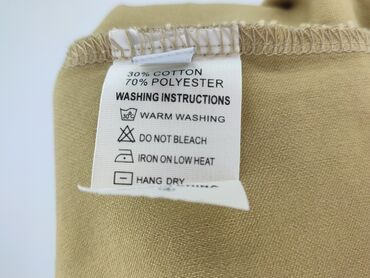 30% COTTON
70% POLYESTER
WASHING INSTRUCTIONS
WARM WASHING
DO NOT BLEACH
IRON ON LOW HEAT
HANG DRY